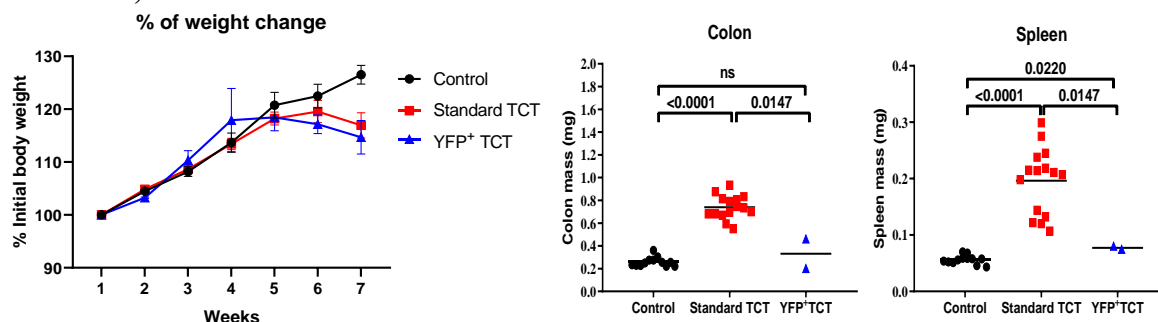 % of weight change
% Initial body weight
130
120
110
100
90
1 2 3 4 5 6 7
Weeks
Control
Standard TCT
YFP⁺ TCT
Colon
Colon mass (mg)
2.0
1.8
1.6
1.4
1.2
1.0
0.8
0.6
0.4
0.2
0.0
ns
<0.0001 0.0147
Control Standard TCT YFP⁺TCT
Spleen
Spleen mass (mg)
0.4
0.3
0.2
0.1
0.0
0.0220
<0.0001 0.0147
Control Standard TCT YFP⁺TCT